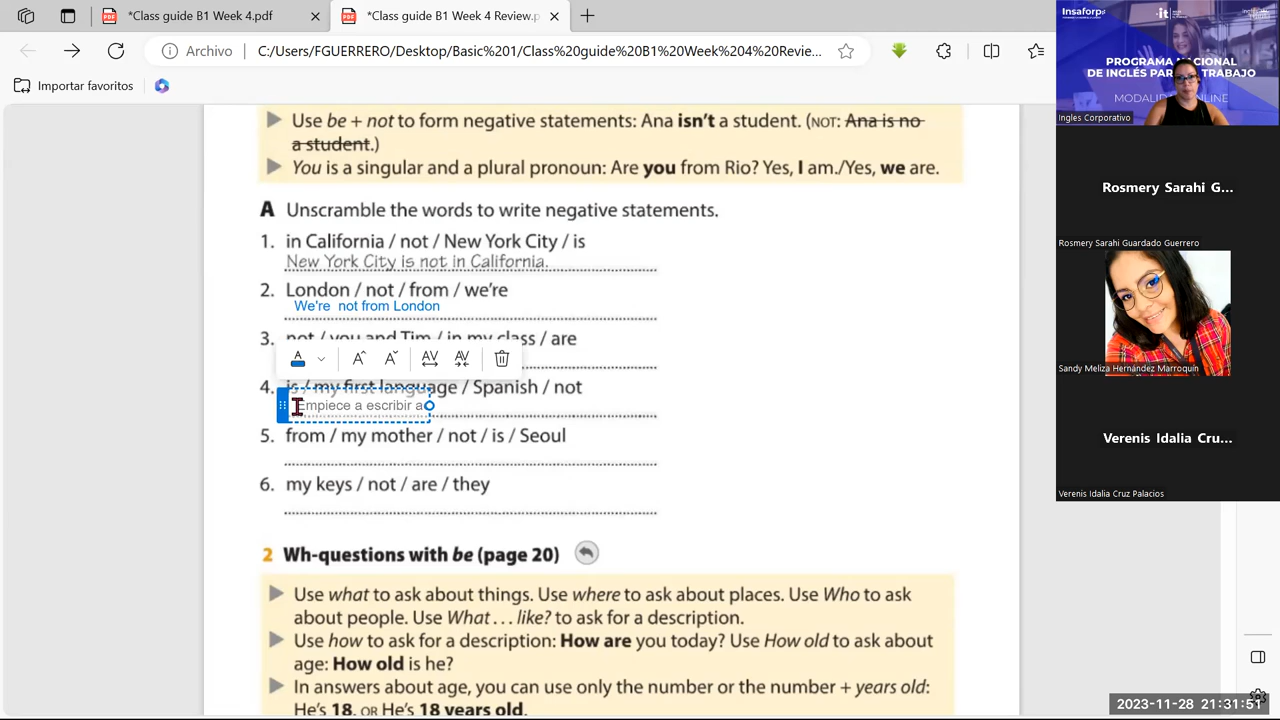 *Class guide B1 Week 4.pdf
*Class guide B1 Week 4 Review.p
Archivo
C:/Users/FGUERRERO/Desktop/Basic%201/Class%20guide%20B1%20Week%204%20Revie...
Importar favoritos
Use be + not to form negative statements: Ana isn't a student. (NOT: Ana is no
a student.)
You is a singular and a plural pronoun: Are you from Rio? Yes, I am./Yes, we are.
A Unscramble the words to write negative statements.
1. in California / not / New York City / is
New York City is not in California.
2. London / not / from / we're
We're not from London
3. not / you and Tim / in my class / are
4. is / my first language / Spanish / not
Empiece a escribir a
5. from / my mother / not / is / Seoul
6. my keys / not / are / they
2 Wh-questions with be (page 20)
Use what to ask about things. Use where to ask about places. Use Who to ask
about people. Use What . . . like? to ask for a description.
Use how to ask for a description: How are you today? Use How old to ask about
age: How old is he?
In answers about age, you can use only the number or the number + years old:
He's 18. OR He's 18 years old.
Insaforp
PROGRAMA NACIONAL
DE INGLÉS PARA TRABAJO
Ingles Corporativo
Rosmery Sarahi G...
Rosmery Sarahi Guardado Guerrero
Sandy Meliza Hernández Marroquín
Verenis Idalia Cru...
Verenis Idalia Cruz Palacios
2023-11-28 21:31:51